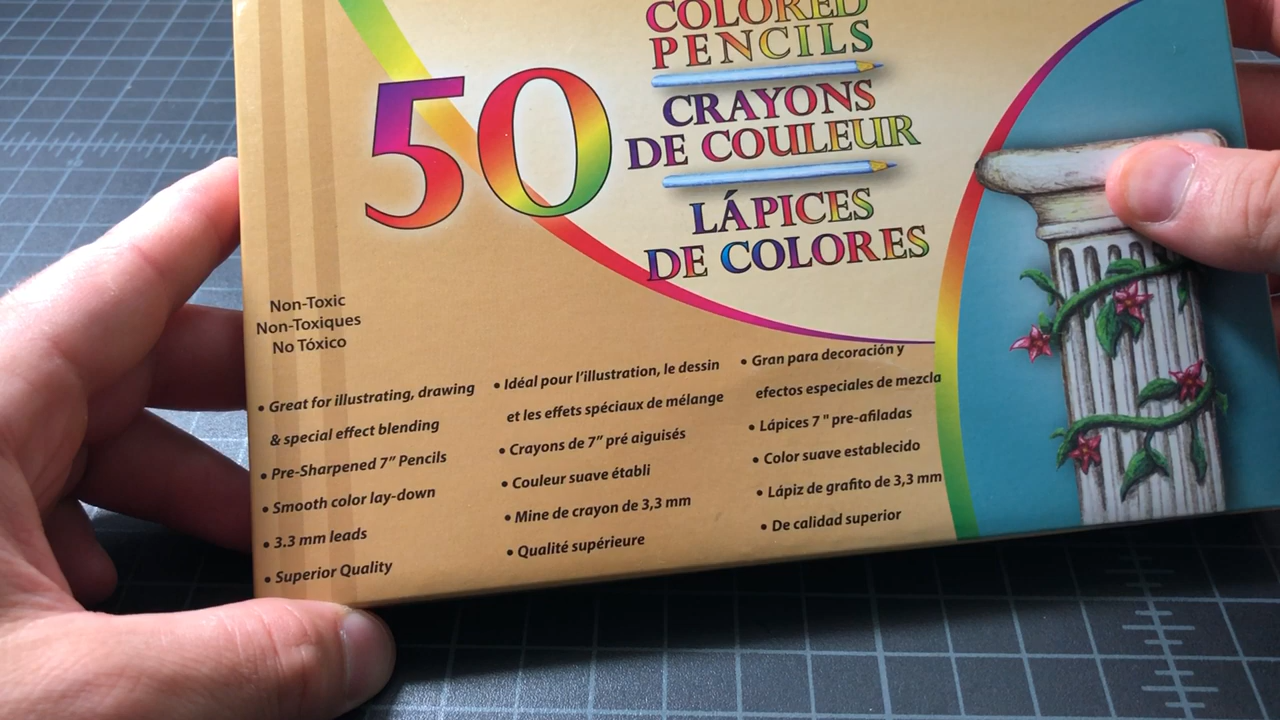 COLORED
PENCILS
50
CRAYONS
DE COULEUR
LÁPICES
DE COLORES
Non-Toxic
Non-Toxiques
No Tóxico
• Great for illustrating, drawing
& special effect blending
• Pre-Sharpened 7" Pencils
• Smooth color lay-down
• 3.3 mm leads
• Superior Quality
• Idéal pour l'illustration, le dessin
et les effets spéciaux de mélange
• Crayons de 7" pré aiguisés
• Couleur suave établi
• Mine de crayon de 3,3 mm
• Qualité supérieure
• Gran para decoración y
efectos especiales de mezcla
• Lápices 7 " pre-afiladas
• Color suave establecido
• Lápiz de grafito de 3,3 mm
• De calidad superior